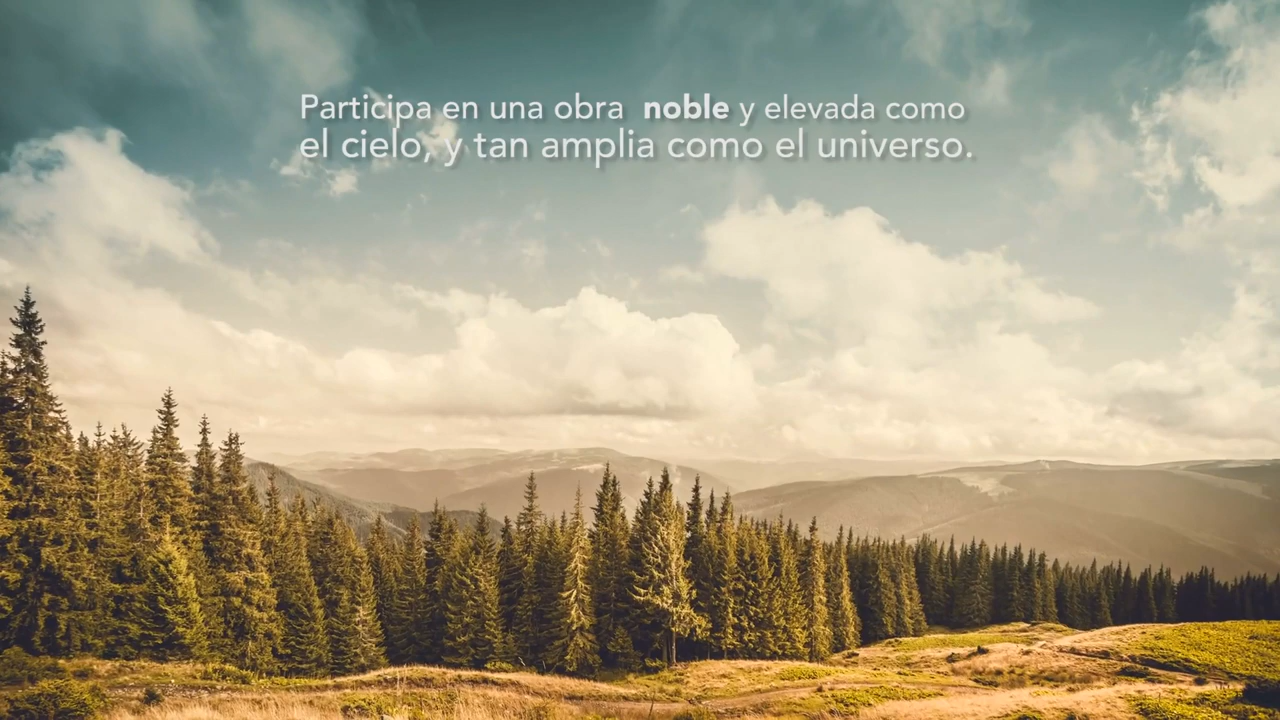 Participa en una obra noble y elevada como
el cielo, y tan amplia como el universo.